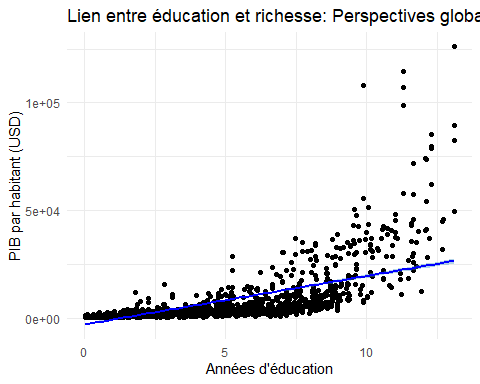 Lien entre éducation et richesse: Perspectives globa
PIB par habitant (USD)
1e+05
5e+04
0e+00
0 5 10
Années d'éducation